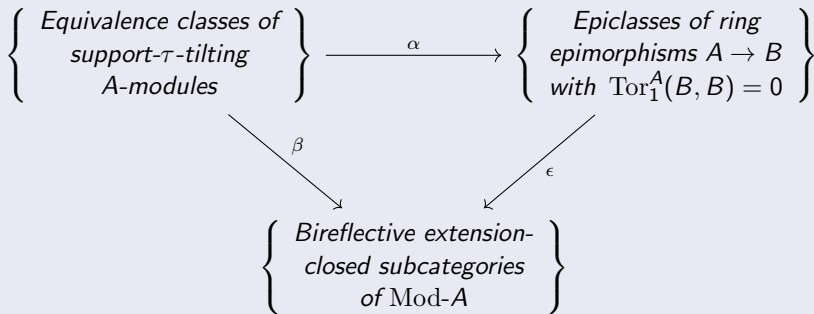 Equivalence classes of
support-τ-tilting
A-modules
α
Epiclasses of ring
epimorphisms A → B
with Tor₁ᴬ(B, B) = 0
β
ϵ
Bireflective extension-
closed subcategories
of Mod-A